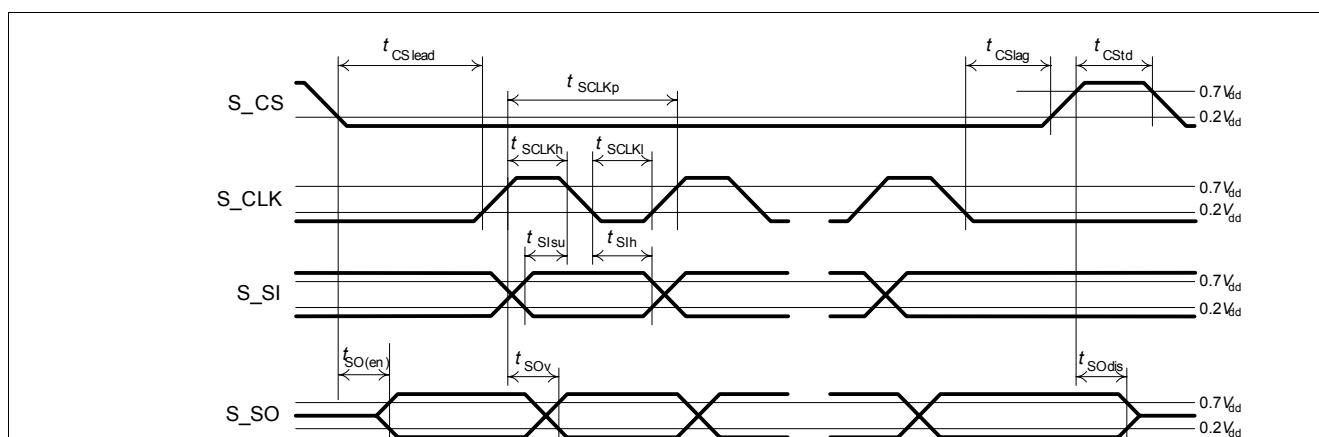 t CSlead
t CSlag
t CStd
t SCLKp
S_CS
0.7Vdd
0.2Vdd
t SCLKh
t SCLKl
S_CLK
0.7Vdd
0.2Vdd
t SIsu
t SIh
S_SI
0.7Vdd
0.2Vdd
t SO(en)
t SOv
t SOdis
S_SO
0.7Vdd
0.2Vdd